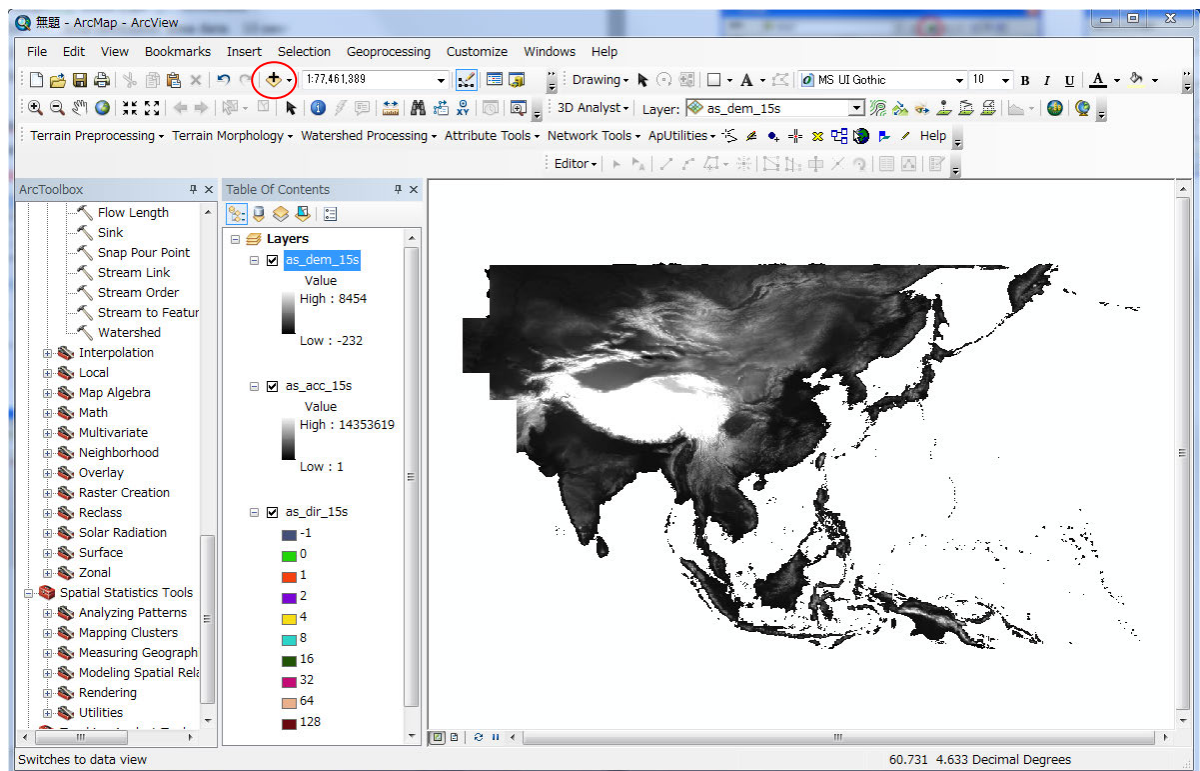 無題 - ArcMap - ArcView
File Edit View Bookmarks Insert Selection Geoprocessing Customize Windows Help
1:77,461,389 Drawing A MS UI Gothic 10 B I U A
3D Analyst Layer: as_dem_15s
Terrain Preprocessing Terrain Morphology Watershed Processing Attribute Tools Network Tools ApUtilities Help
Editor
ArcToolbox
Flow Length
Sink
Snap Pour Point
Stream Link
Stream Order
Stream to Featur
Watershed
Interpolation
Local
Map Algebra
Math
Multivariate
Neighborhood
Overlay
Raster Creation
Reclass
Solar Radiation
Surface
Zonal
Spatial Statistics Tools
Analyzing Patterns
Mapping Clusters
Measuring Geograph
Modeling Spatial Rela
Rendering
Utilities
Table Of Contents
Layers
as_dem_15s
Value
High : 8454
Low : -232
as_acc_15s
Value
High : 14353619
Low : 1
as_dir_15s
-1
0
1
2
4
8
16
32
64
128
Switches to data view
60.731 4.633 Decimal Degrees